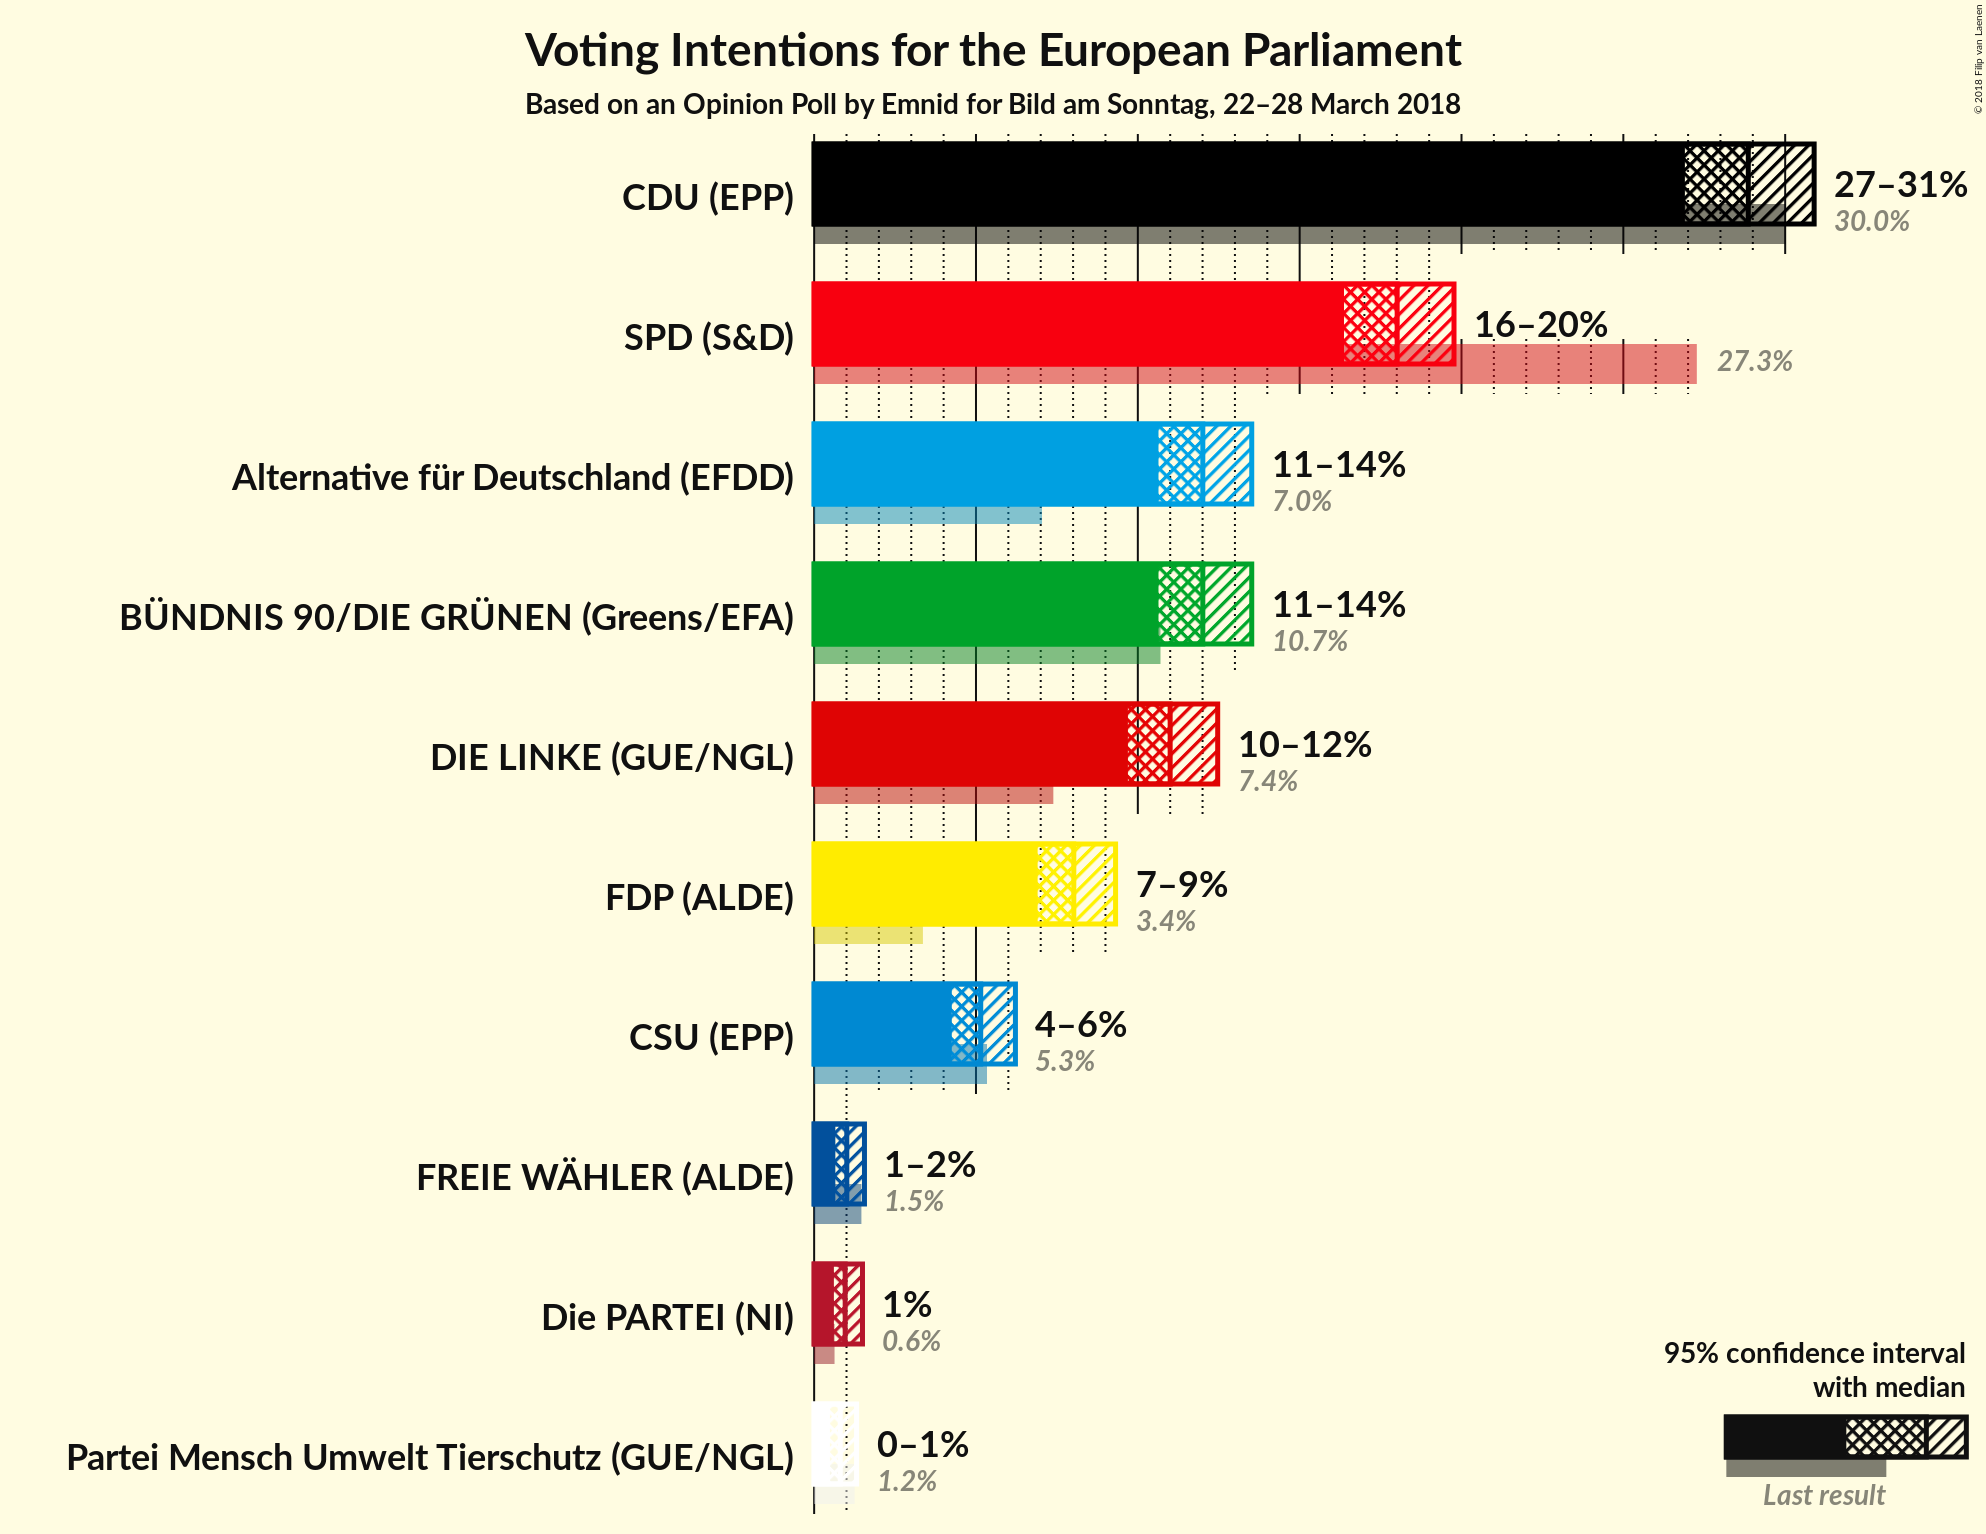 Voting Intentions for the European Parliament
Based on an Opinion Poll by Emnid for Bild am Sonntag, 22–28 March 2018
© 2018 Filip van Laenen
CDU (EPP)
27–31%
30.0%
SPD (S&D)
16–20%
27.3%
Alternative für Deutschland (EFDD)
11–14%
7.0%
BÜNDNIS 90/DIE GRÜNEN (Greens/EFA)
11–14%
10.7%
DIE LINKE (GUE/NGL)
10–12%
7.4%
FDP (ALDE)
7–9%
3.4%
CSU (EPP)
4–6%
5.3%
FREIE WÄHLER (ALDE)
1–2%
1.5%
Die PARTEI (NI)
1%
0.6%
Partei Mensch Umwelt Tierschutz (GUE/NGL)
0–1%
1.2%
95% confidence interval
with median
Last result